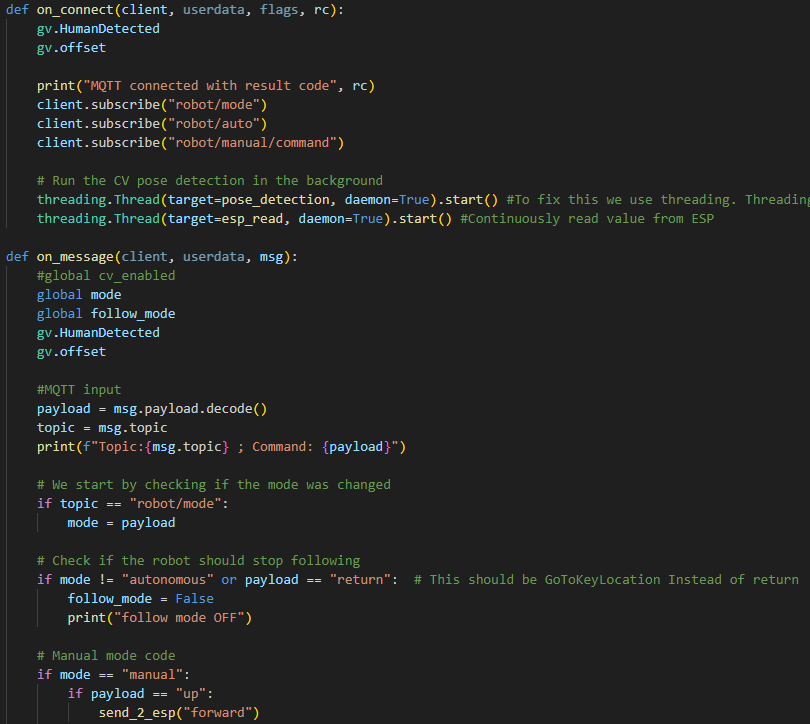 def on_connect(client, userdata, flags, rc):
    gv.HumanDetected
    gv.offset

    print("MQTT connected with result code", rc)
    client.subscribe("robot/mode")
    client.subscribe("robot/auto")
    client.subscribe("robot/manual/command")

    # Run the CV pose detection in the background
    threading.Thread(target=pose_detection, daemon=True).start() #To fix this we use threading. Threading
    threading.Thread(target=esp_read, daemon=True).start() #Continuously read value from ESP

def on_message(client, userdata, msg):
    #global cv_enabled
    global mode
    global follow_mode
    gv.HumanDetected
    gv.offset

    #MQTT input
    payload = msg.payload.decode()
    topic = msg.topic
    print(f"Topic:{msg.topic} ; Command: {payload}")

    # We start by checking if the mode was changed
    if topic == "robot/mode":
        mode = payload

    # Check if the robot should stop following
    if mode != "autonomous" or payload == "return":  # This should be GoToKeyLocation Instead of return
        follow_mode = False
        print("follow mode OFF")

    # Manual mode code
    if mode == "manual":
        if payload == "up":
            send_2_esp("forward")